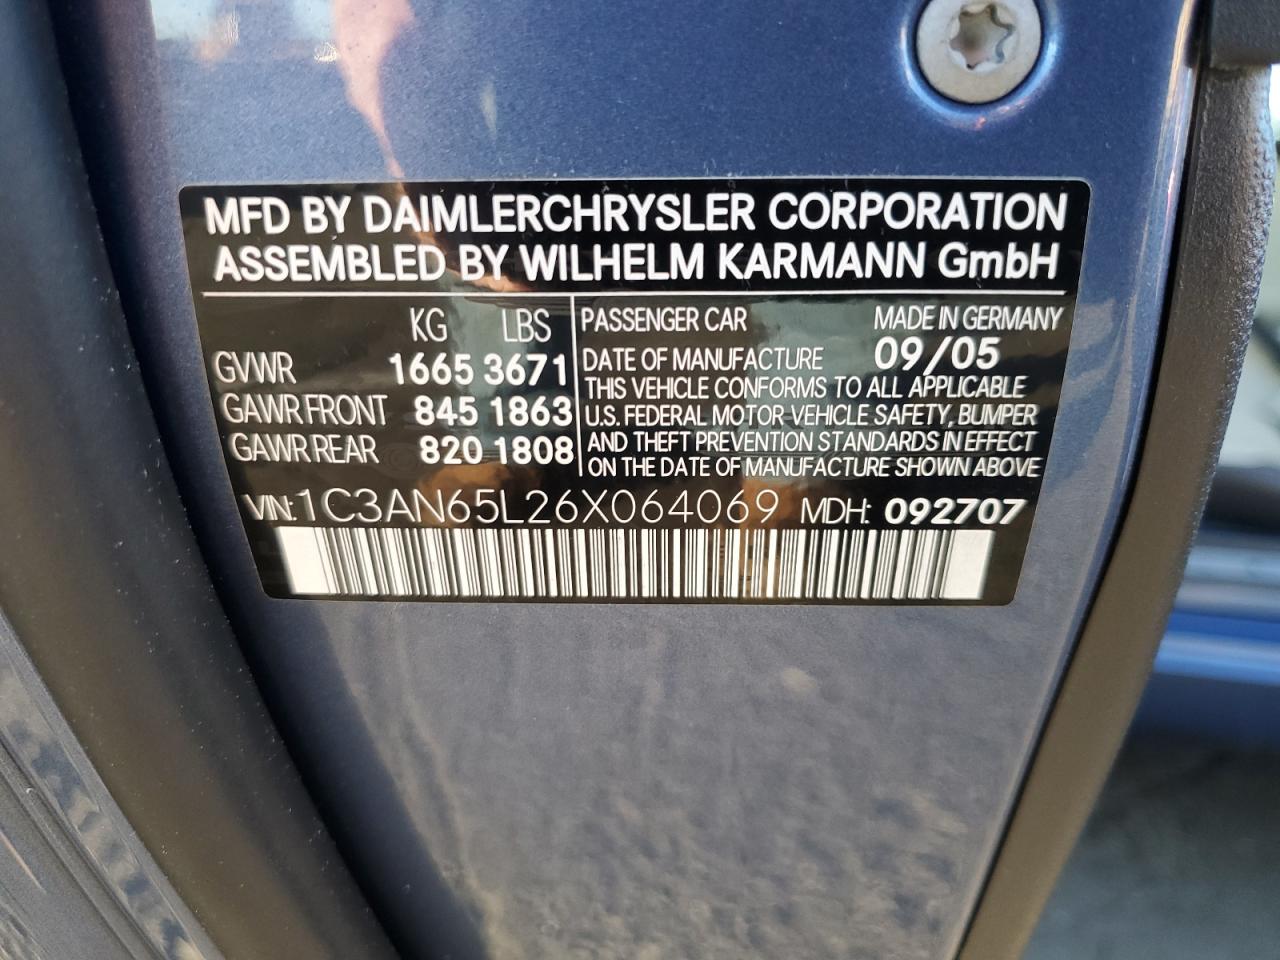 MFD BY DAIMLERCHRYSLER CORPORATION
ASSEMBLED BY WILHELM KARMANN GmbH
KG LBS
GVWR 1665 3671
GAWR FRONT 845 1863
GAWR REAR 820 1808
PASSENGER CAR MADE IN GERMANY
DATE OF MANUFACTURE 09/05
THIS VEHICLE CONFORMS TO ALL APPLICABLE
U.S. FEDERAL MOTOR VEHICLE SAFETY, BUMPER
AND THEFT PREVENTION STANDARDS IN EFFECT
ON THE DATE OF MANUFACTURE SHOWN ABOVE
VIN: 1C3AN65L26X064069 MDH: 092707